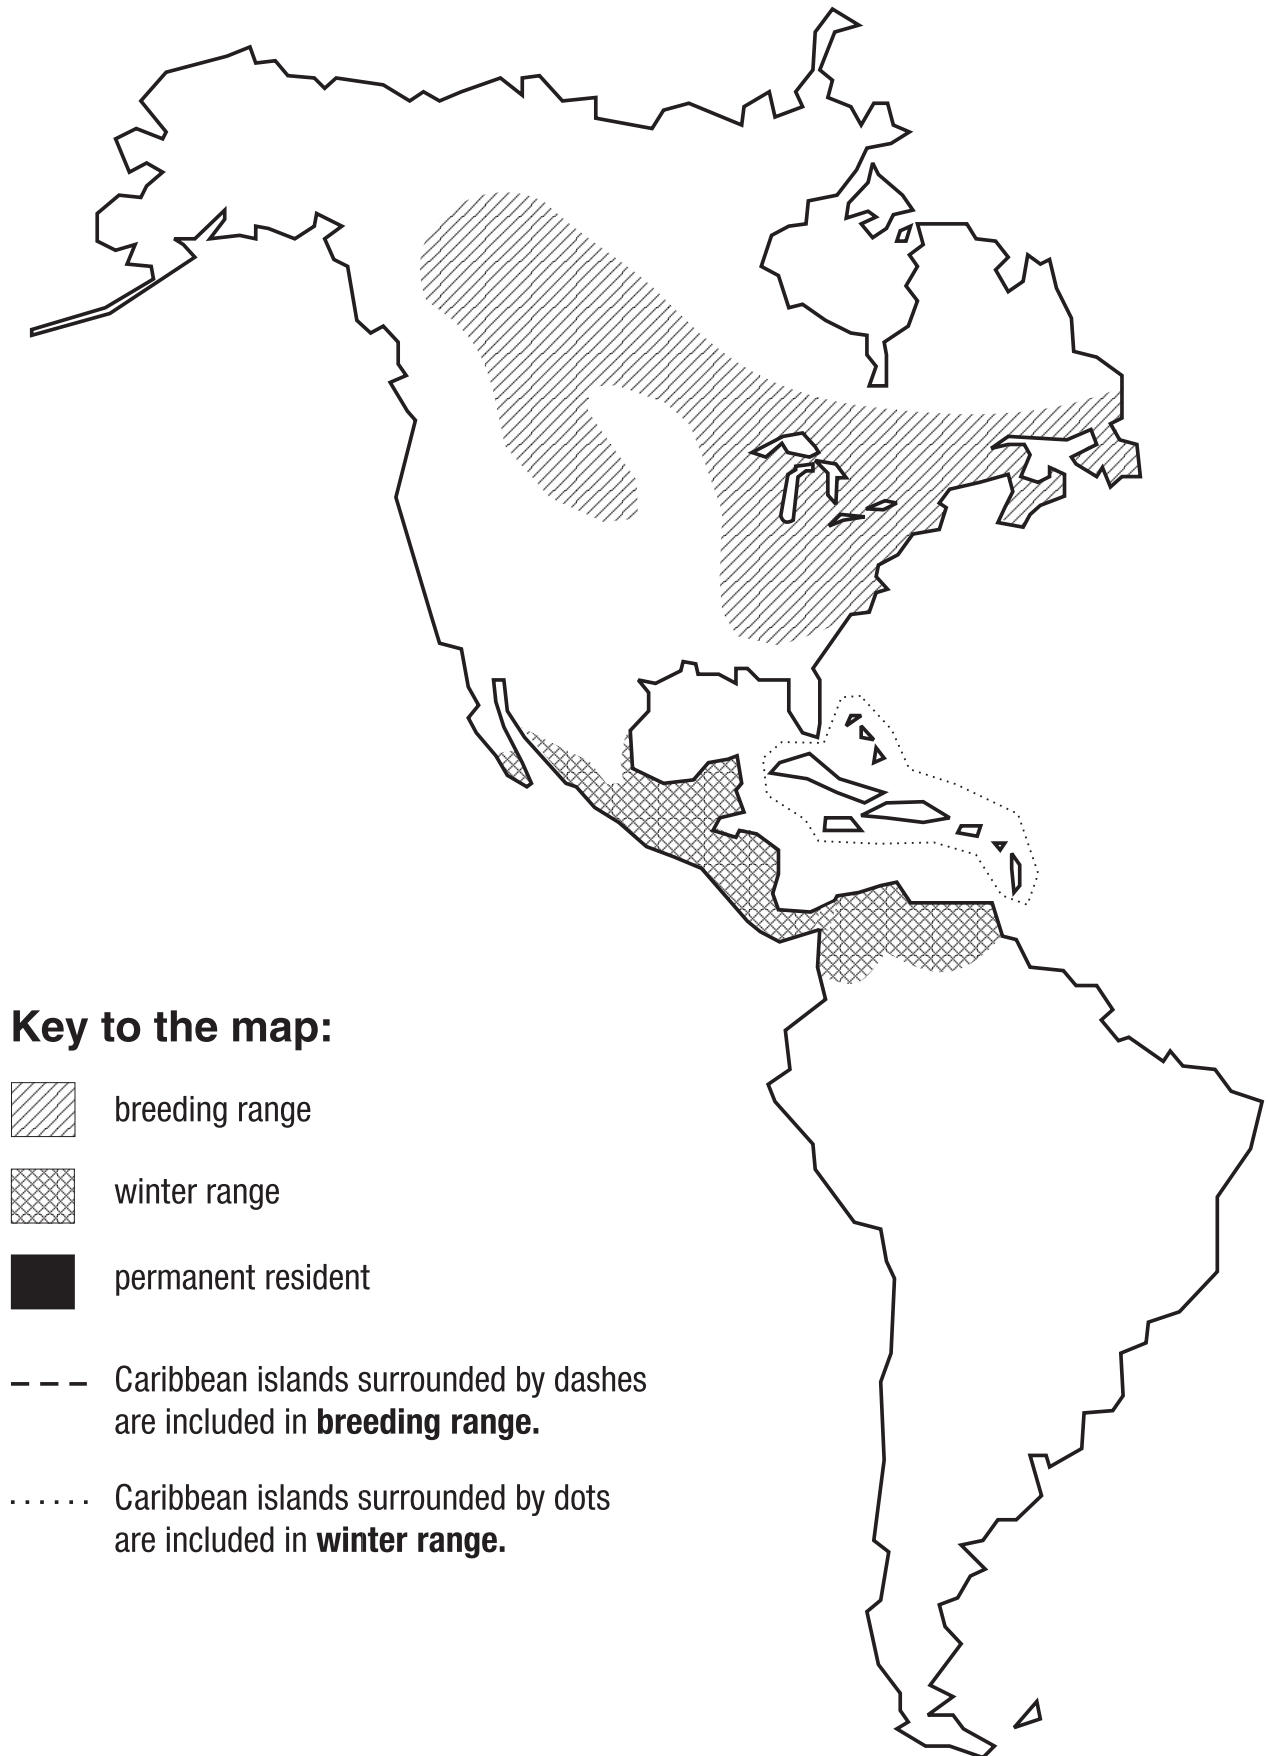 Key to the map:
breeding range
winter range
permanent resident
Caribbean islands surrounded by dashes
are included in breeding range.
Caribbean islands surrounded by dots
are included in winter range.